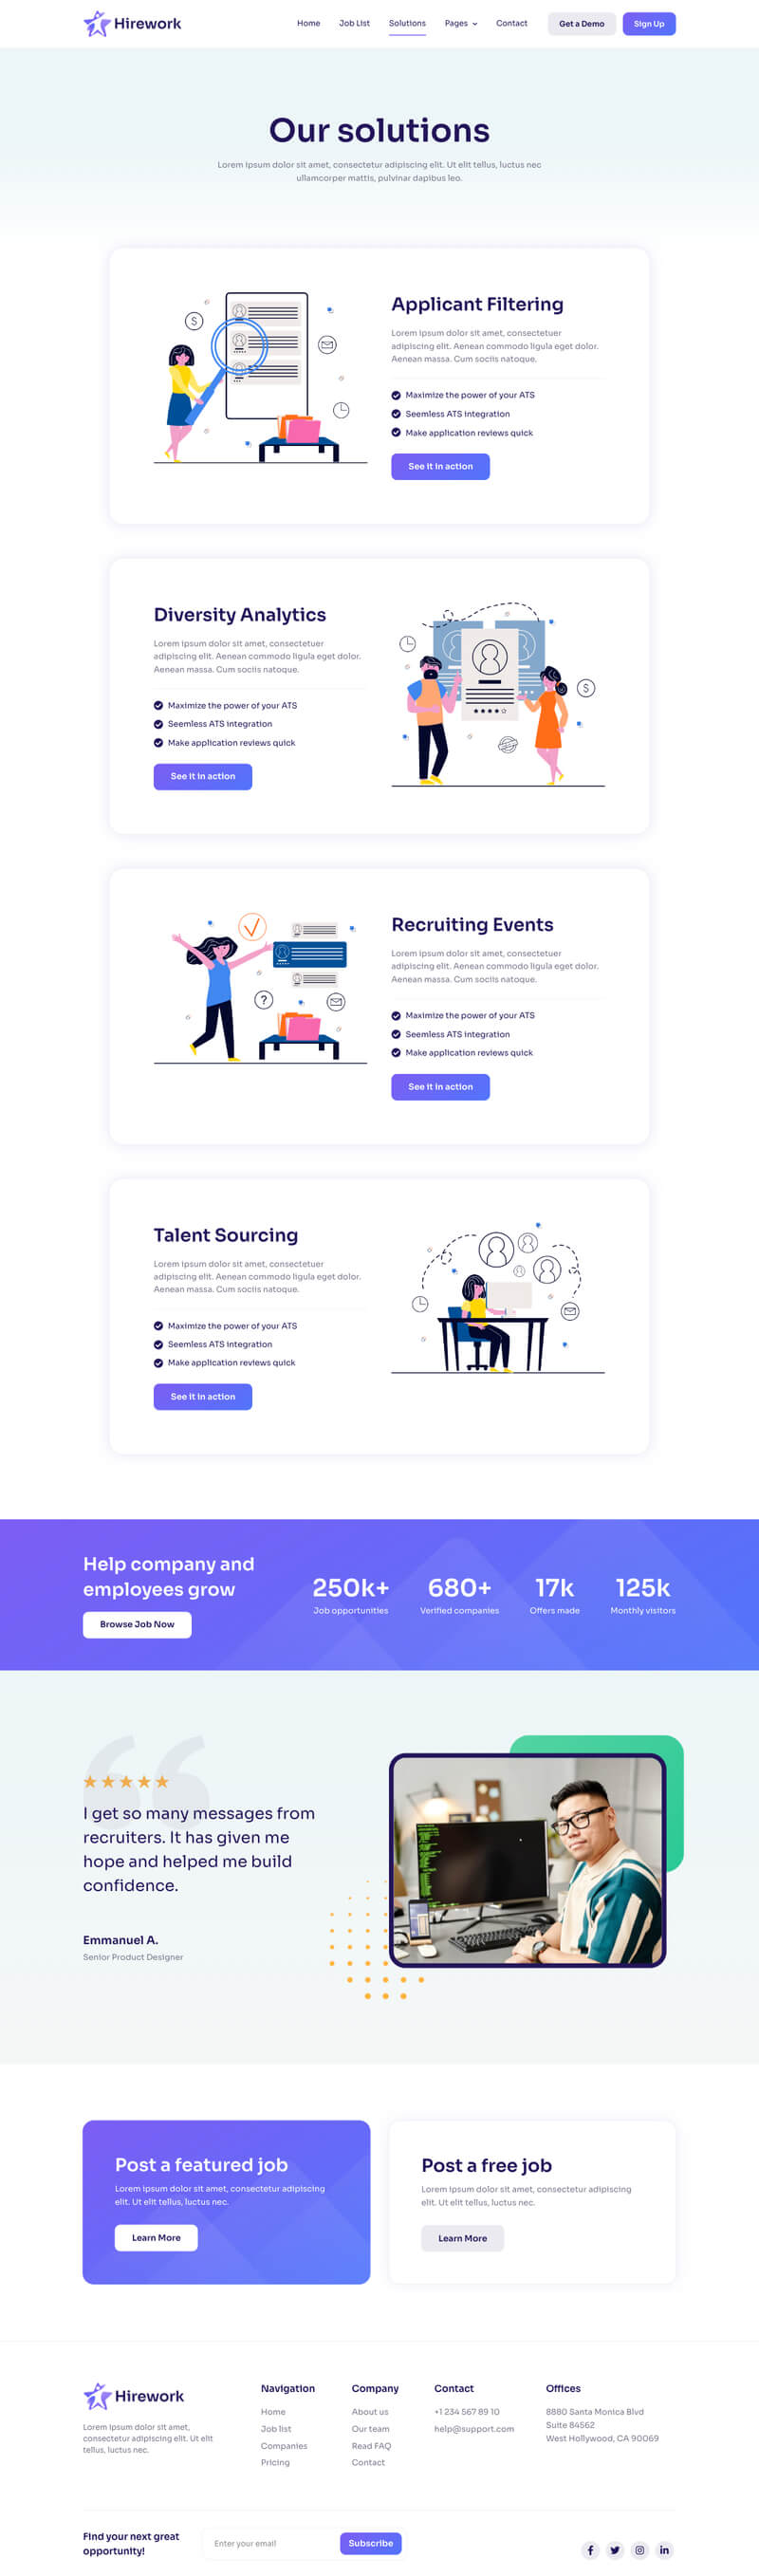 Hirework
Home
Job List
Solutions
Pages
Contact
Get a Demo
Sign Up
Our solutions
Lorem ipsum dolor sit amet, consectetur adipiscing elit. Ut elit tellus, luctus nec
ullamcorper mattis, pulvinar dapibus leo.
$
Applicant Filtering
Lorem ipsum dolor sit amet, consectetuer
adipiscing elit. Aenean commodo ligula eget dolor.
Aenean massa. Cum sociis natoque.
Maximize the power of your ATS
Seemless ATS integration
Make application reviews quick
See it in action
Diversity Analytics
Lorem ipsum dolor sit amet, consectetuer
adipiscing elit. Aenean commodo ligula eget dolor.
Aenean massa. Cum sociis natoque.
Maximize the power of your ATS
Seemless ATS integration
Make application reviews quick
See it in action
$
?
Recruiting Events
Lorem ipsum dolor sit amet, consectetuer
adipiscing elit. Aenean commodo ligula eget dolor.
Aenean massa. Cum sociis natoque.
Maximize the power of your ATS
Seemless ATS integration
Make application reviews quick
See it in action
Talent Sourcing
Lorem ipsum dolor sit amet, consectetuer
adipiscing elit. Aenean commodo ligula eget dolor.
Aenean massa. Cum sociis natoque.
Maximize the power of your ATS
Seemless ATS integration
Make application reviews quick
See it in action
Help company and
employees grow
Browse Job Now
250k+
Job opportunities
680+
Verified companies
17k
Offers made
125k
Monthly visitors
I get so many messages from
recruiters. It has given me
hope and helped me build
confidence.
Emmanuel A.
Senior Product Designer
Post a featured job
Lorem ipsum dolor sit amet, consectetur adipiscing
elit. Ut elit tellus, luctus nec.
Learn More
Post a free job
Lorem ipsum dolor sit amet, consectetur adipiscing
elit. Ut elit tellus, luctus nec.
Learn More
Hirework
Lorem ipsum dolor sit amet,
consectetur adipiscing elit. Ut elit
tellus, luctus nec.
Navigation
Home
Job list
Companies
Pricing
Company
About us
Our team
Read FAQ
Contact
Contact
+1 234 567 89 10
help@support.com
Offices
8880 Santa Monica Blvd
Suite 84562
West Hollywood, CA 90069
Find your next great
opportunity!
Enter your email
Subscribe